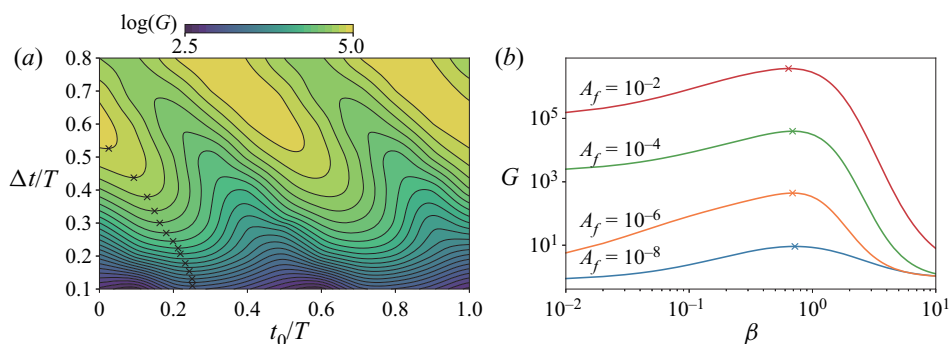 log(G)
2.5 5.0
(a)
0.8
0.7
0.6
0.5
Δt/T 0.4
0.3
0.2
0.1
0 0.2 0.4 0.6 0.8 1.0
t₀/T
(b)
A_f = 10⁻²
10⁵
A_f = 10⁻⁴
G 10³
A_f = 10⁻⁶
10¹
A_f = 10⁻⁸
10⁻² 10⁻¹ 10⁰ 10¹
β